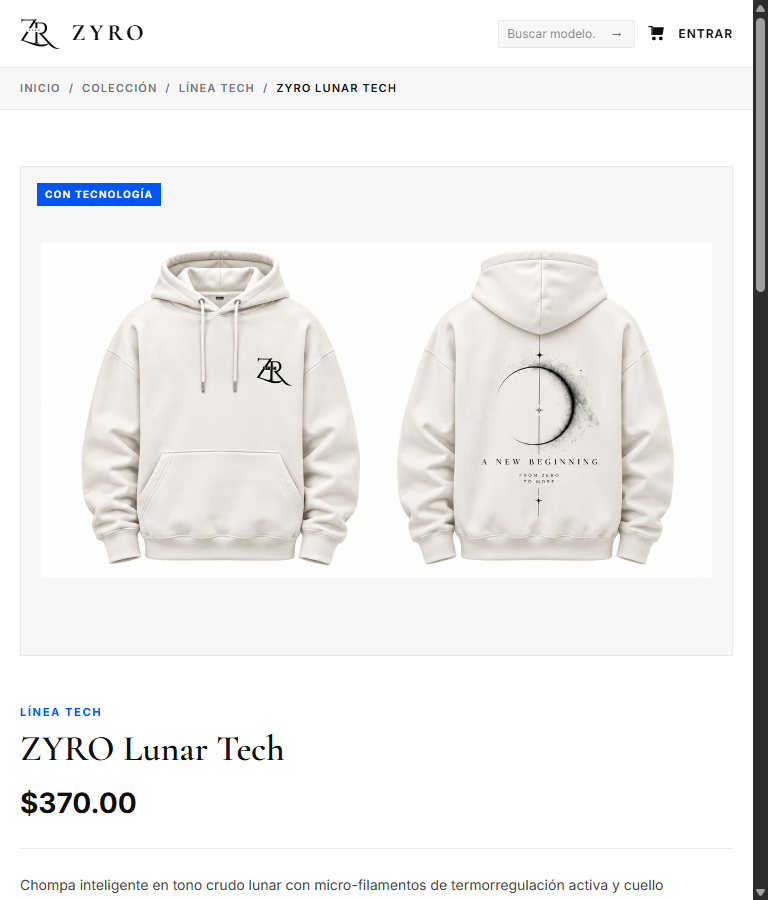 ZR ZYRO
Buscar modelo. →
ENTRAR
INICIO / COLECCIÓN / LÍNEA TECH / ZYRO LUNAR TECH
CON TECNOLOGÍA
ZR
A NEW BEGINNING
FROM ZERO
TO MORE
LÍNEA TECH
ZYRO Lunar Tech
$370.00
Chompa inteligente en tono crudo lunar con micro-filamentos de termorregulación activa y cuello